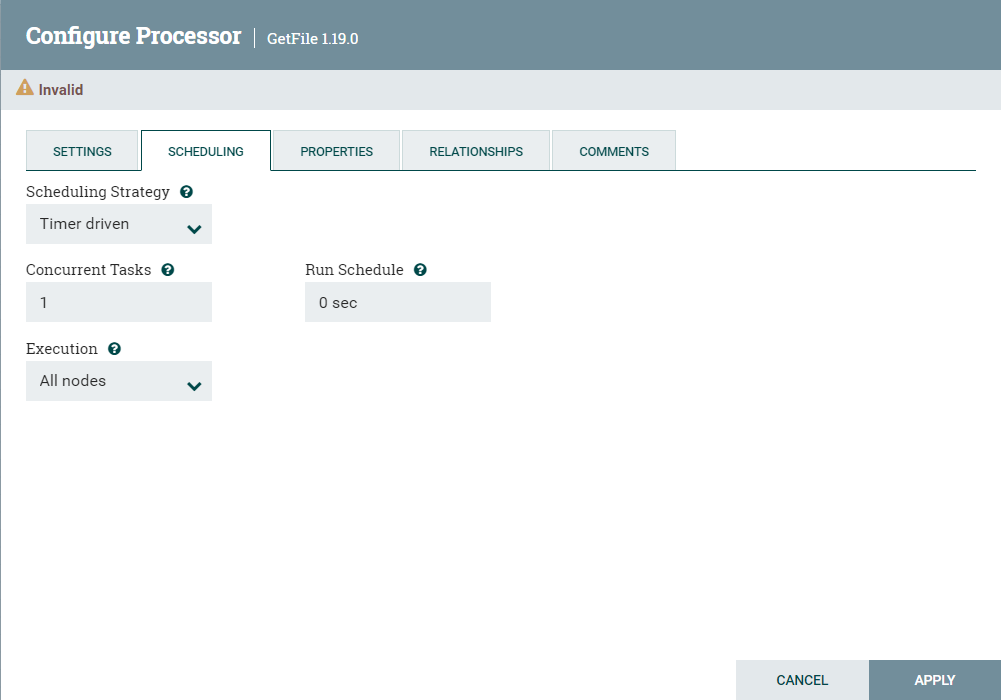 Configure Processor | GetFile 1.19.0
Invalid
SETTINGS SCHEDULING PROPERTIES RELATIONSHIPS COMMENTS
Scheduling Strategy
Timer driven
Concurrent Tasks Run Schedule
1 0 sec
Execution
All nodes
CANCEL APPLY